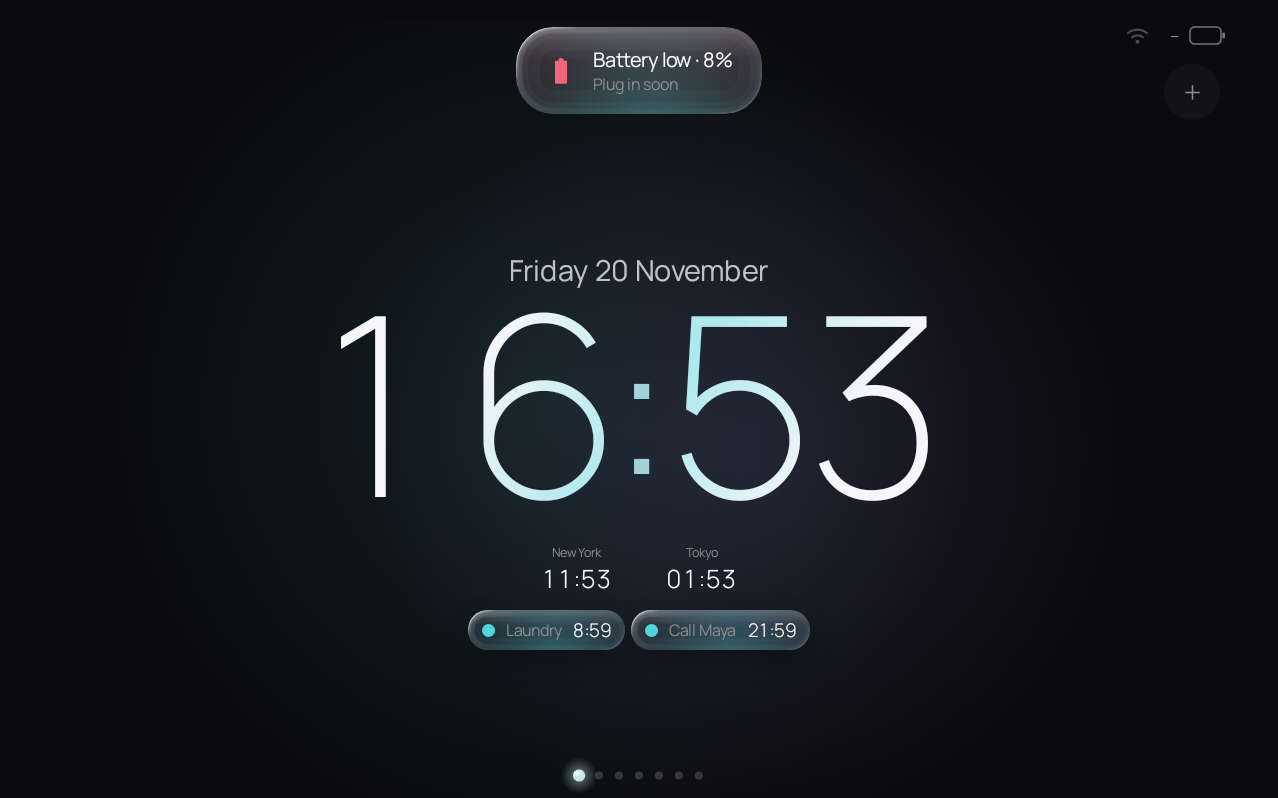 Battery low · 8%
Plug in soon
–
+
Friday 20 November
16:53
New York Tokyo
11:53 01:53
Laundry 8:59 Call Maya 21:59